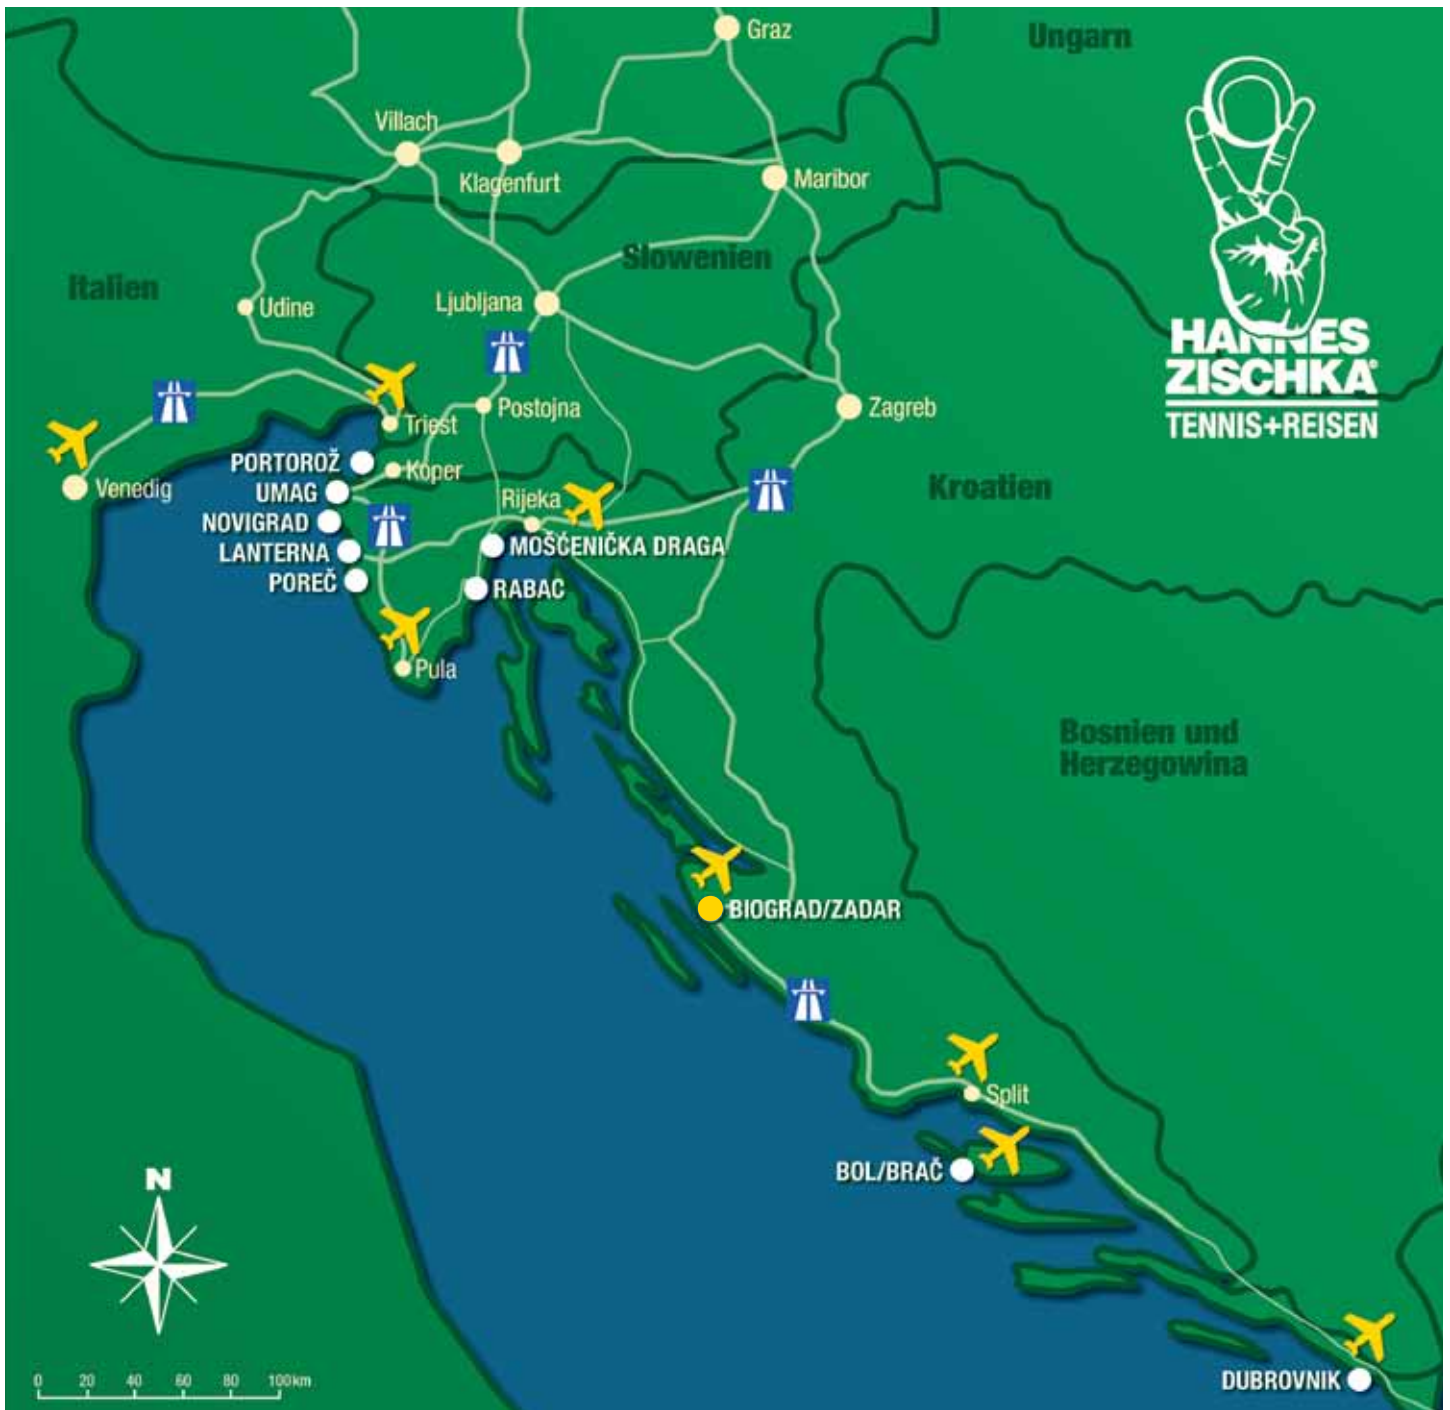 Graz
Ungarn
Villach
Klagenfurt
Maribor
Slowenien
Italien
Udine
Ljubljana
HANNES
ZISCHKA®
TENNIS+REISEN
Postojna
Zagreb
Triest
PORTOROŽ
Koper
Venedig
UMAG
Kroatien
Rijeka
NOVIGRAD
LANTERNA
MOŠĆENIČKA DRAGA
POREČ
RABAC
Pula
Bosnien und
Herzegowina
BIOGRAD/ZADAR
Split
BOL/BRAČ
N
DUBROVNIK
0 20 40 60 80 100 km